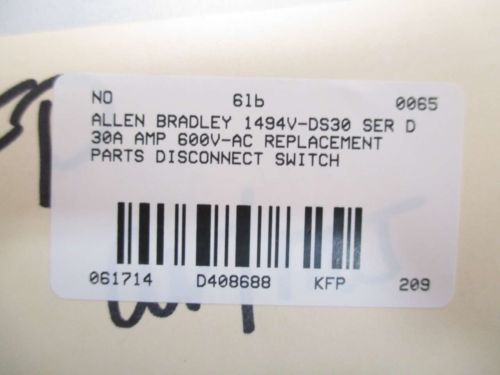 NO 6lb 0065
ALLEN BRADLEY 1494V-DS30 SER D
30A AMP 600V-AC REPLACEMENT
PARTS DISCONNECT SWITCH
061714 D408688 KFP 209